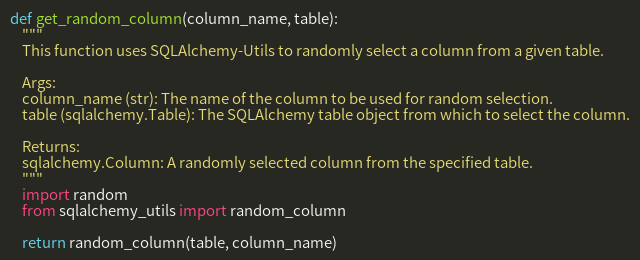 def get_random_column(column_name, table):
    """
    This function uses SQLAlchemy-Utils to randomly select a column from a given table.

    Args:
    column_name (str): The name of the column to be used for random selection.
    table (sqlalchemy.Table): The SQLAlchemy table object from which to select the column.

    Returns:
    sqlalchemy.Column: A randomly selected column from the specified table.
    """
    import random
    from sqlalchemy_utils import random_column

    return random_column(table, column_name)